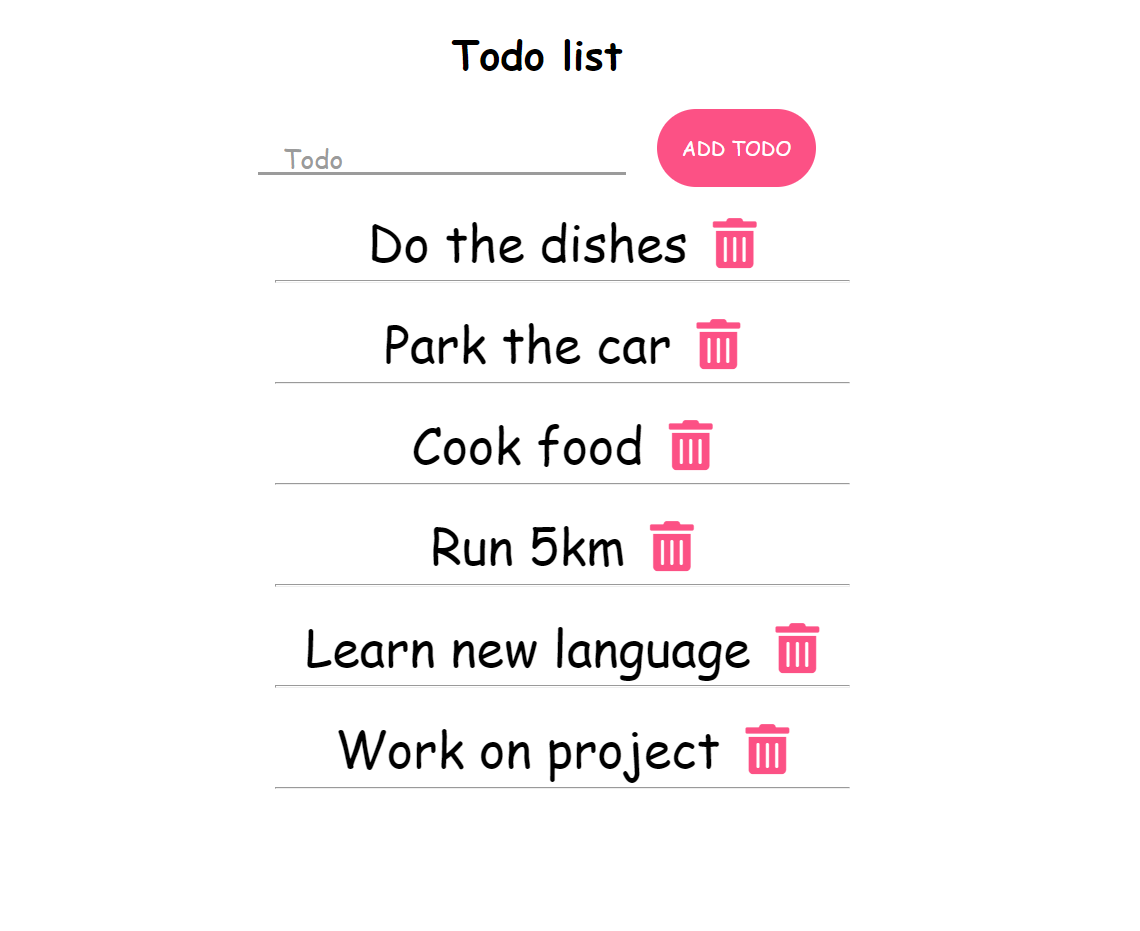 Todo list
Todo
ADD TODO
Do the dishes
Park the car
Cook food
Run 5km
Learn new language
Work on project